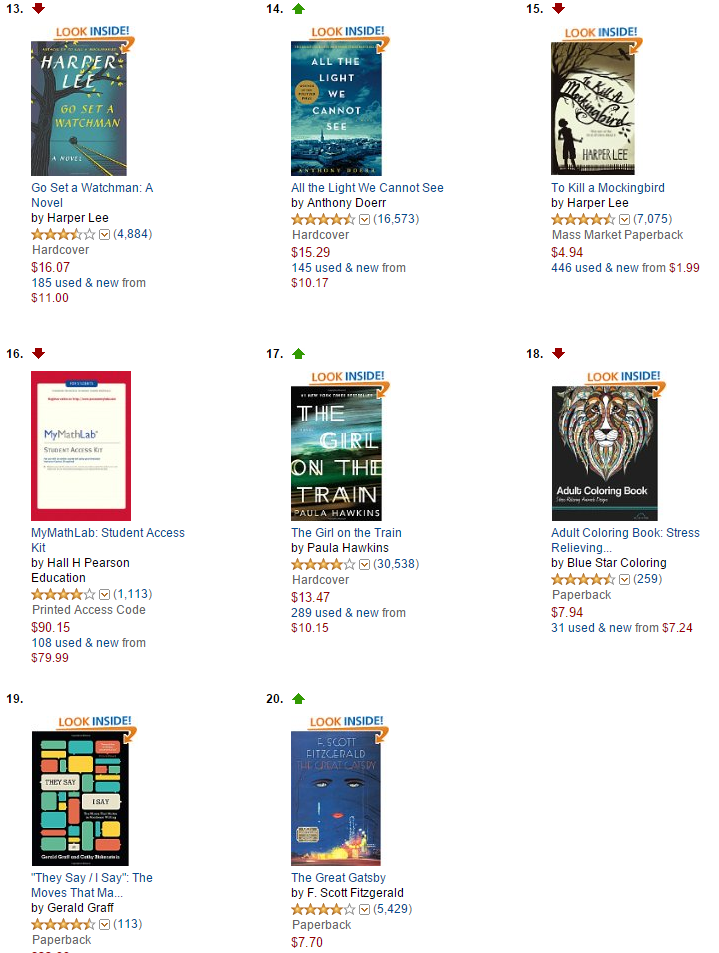 13.
LOOK INSIDE!
HARPER
LEE
GO SET A
WATCHMAN
A NOVEL
Go Set a Watchman: A
Novel
by Harper Lee
(4,884)
Hardcover
$16.07
185 used & new from
$11.00
14.
LOOK INSIDE!
ALL THE
LIGHT
WE
CANNOT
SEE
ANTHONY DOERR
All the Light We Cannot See
by Anthony Doerr
(16,573)
Hardcover
$15.29
145 used & new from
$10.17
15.
LOOK INSIDE!
To Kill A
Mockingbird
HARPER LEE
To Kill a Mockingbird
by Harper Lee
(7,075)
Mass Market Paperback
$4.94
446 used & new from $1.99
16.
MyMathLab
STUDENT ACCESS KIT
MyMathLab: Student Access
Kit
by Hall H Pearson
Education
(1,113)
Printed Access Code
$90.15
108 used & new from
$79.99
17.
LOOK INSIDE!
THE
GIRL
ON THE
TRAIN
PAULA HAWKINS
The Girl on the Train
by Paula Hawkins
(30,538)
Hardcover
$13.47
289 used & new from
$10.15
18.
LOOK INSIDE!
Adult Coloring Book
Adult Coloring Book: Stress
Relieving...
by Blue Star Coloring
(259)
Paperback
$7.94
31 used & new from $7.24
19.
LOOK INSIDE!
THEY SAY
I SAY
Gerald Graff and Cathy Birkenstein
"They Say / I Say": The
Moves That Ma...
by Gerald Graff
(113)
Paperback
20.
LOOK INSIDE!
F. SCOTT
FITZGERALD
THE GREAT GATSBY
The Great Gatsby
by F. Scott Fitzgerald
(5,429)
Paperback
$7.70